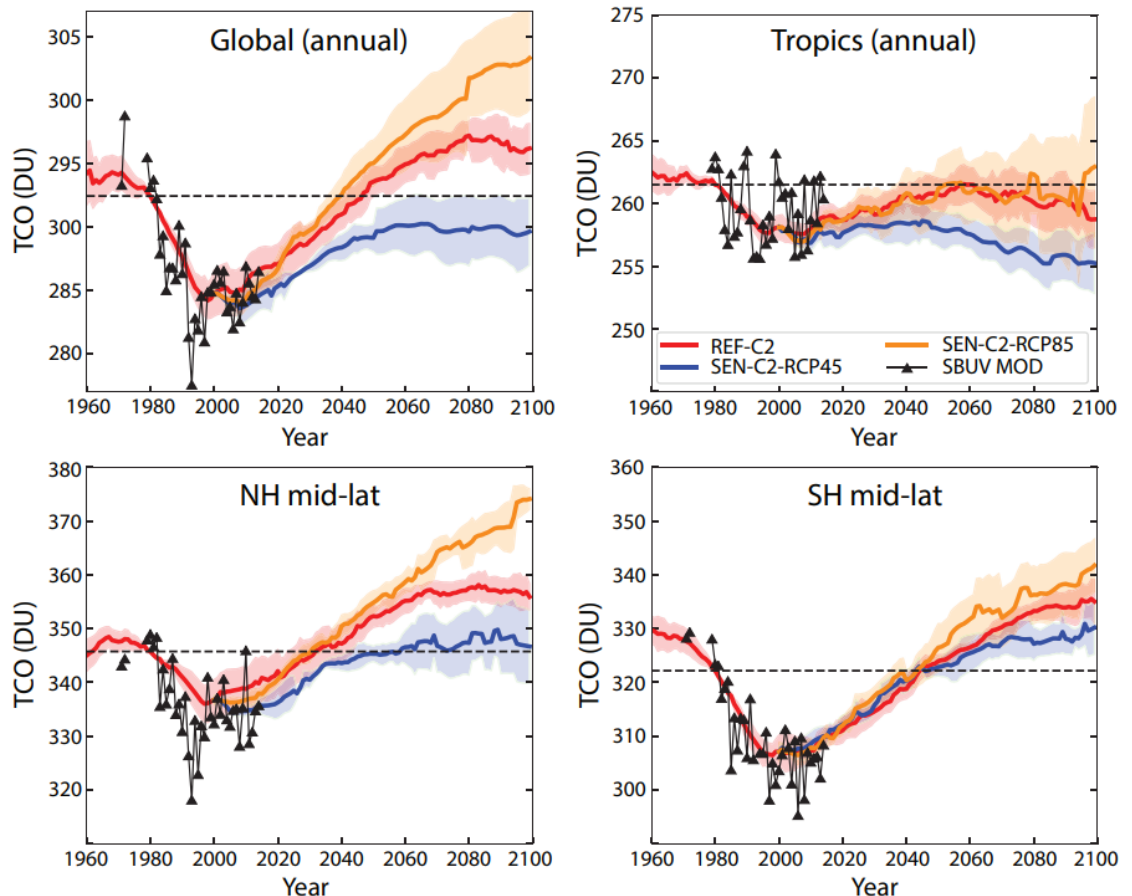 Global (annual)
TCO (DU)
305
300
295
300
285
280
1960 1980 2000 2020 2040 2060 2080 2100
Year
Tropics (annual)
TCO (DU)
275
270
265
260
255
250
245
REF-C2
SEN-C2-RCP85
SEN-C2-RCP45
SBUV MOD
1960 1980 2000 2020 2040 2060 2080 2100
Year
NH mid-lat
TCO (DU)
380
370
360
350
340
330
320
1960 1980 2000 2020 2040 2060 2080 2100
Year
SH mid-lat
TCO (DU)
360
350
340
330
320
310
300
290
1960 1980 2000 2020 2040 2060 2080 2100
Year